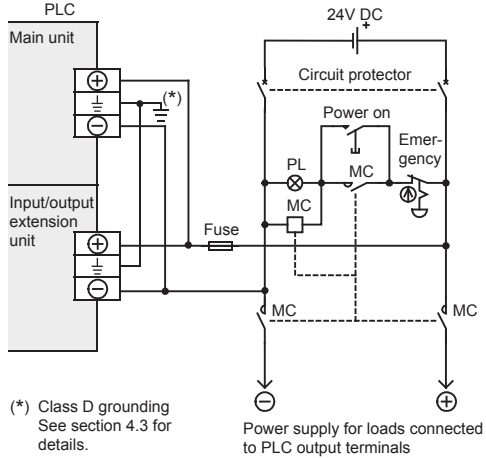 PLC
24V DC
+
Main unit
Circuit protector
(*)
Power on
Emer-
gency
PL
MC
MC
Input/output
extension
unit
Fuse
MC
MC
(*) Class D grounding
See section 4.3 for
details.
Power supply for loads connected
to PLC output terminals